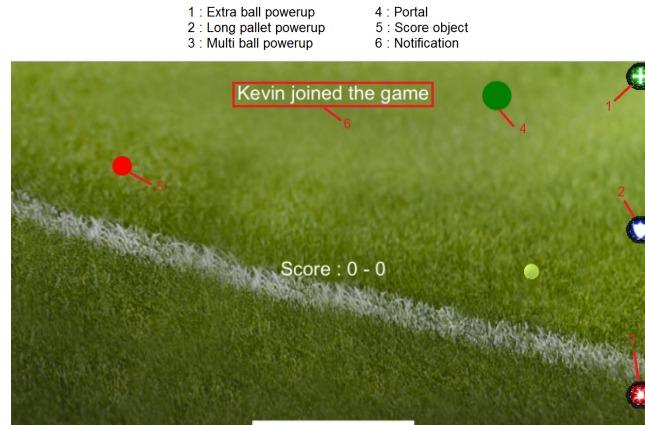 1 : Extra ball powerup
2 : Long pallet powerup
3 : Multi ball powerup
4 : Portal
5 : Score object
6 : Notification
Kevin joined the game
1
4
6
5
2
Score : 0 - 0
3